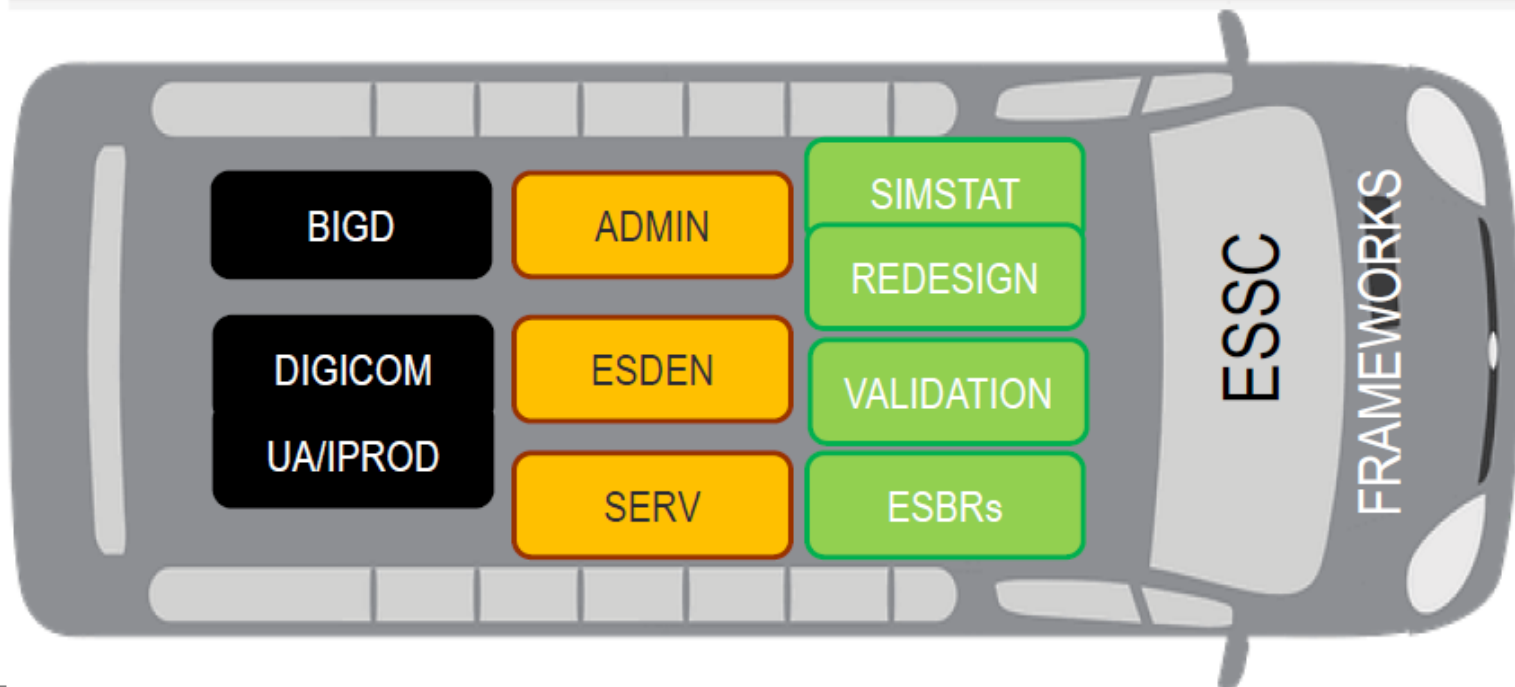 BIGD
ADMIN
SIMSTAT
REDESIGN
DIGICOM
ESDEN
VALIDATION
UA/IPROD
SERV
ESBRs
ESSC
FRAMEWORKS